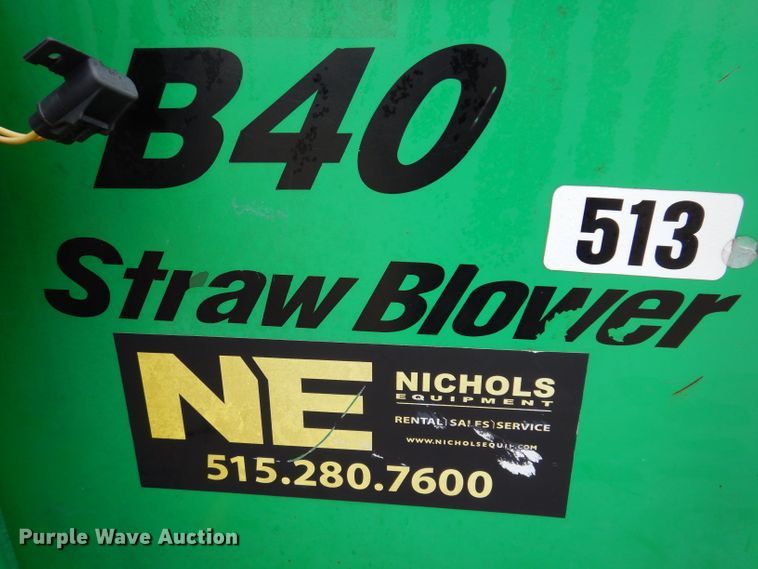 B40
513
Straw Blower
NE
NICHOLS
EQUIPMENT
RENTAL SALES SERVICE
WWW.NICHOLSEQUIP.COM
515.280.7600
Purple Wave Auction